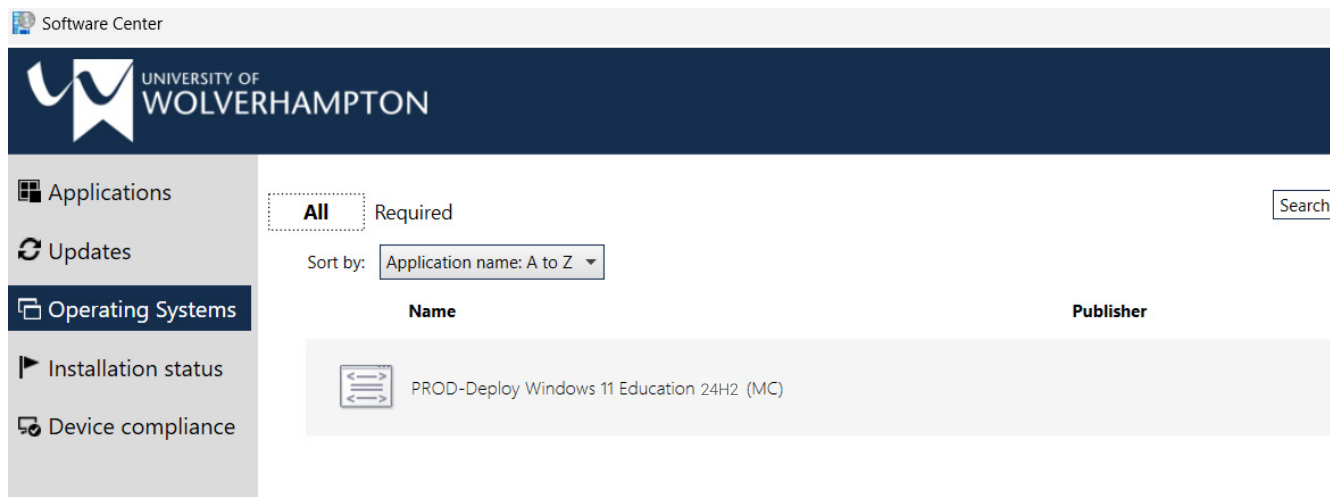 Software Center
UNIVERSITY OF
WOLVERHAMPTON
Applications
Updates
Operating Systems
Installation status
Device compliance
All Required
Search
Sort by: Application name: A to Z
Name Publisher
PROD-Deploy Windows 11 Education 24H2 (MC)